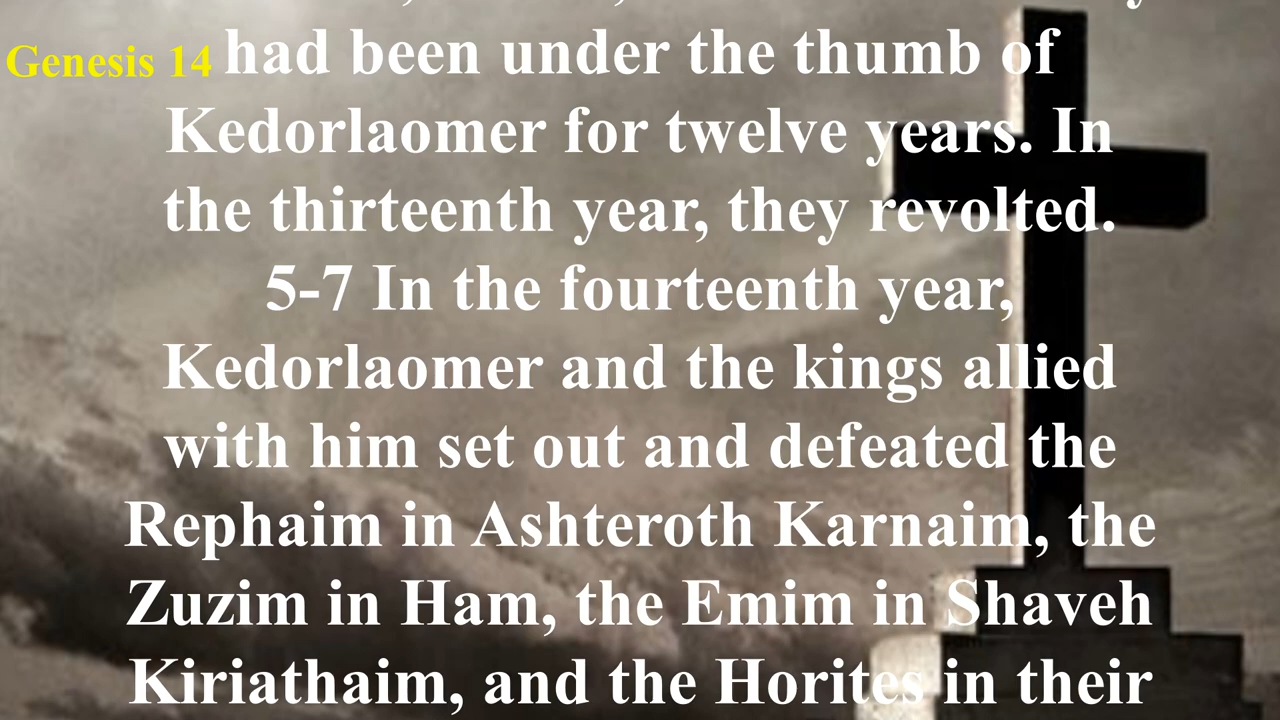 Genesis 14 had been under the thumb of
Kedorlaomer for twelve years. In
the thirteenth year, they revolted.
5-7 In the fourteenth year,
Kedorlaomer and the kings allied
with him set out and defeated the
Rephaim in Ashteroth Karnaim, the
Zuzim in Ham, the Emim in Shaveh
Kiriathaim, and the Horites in their